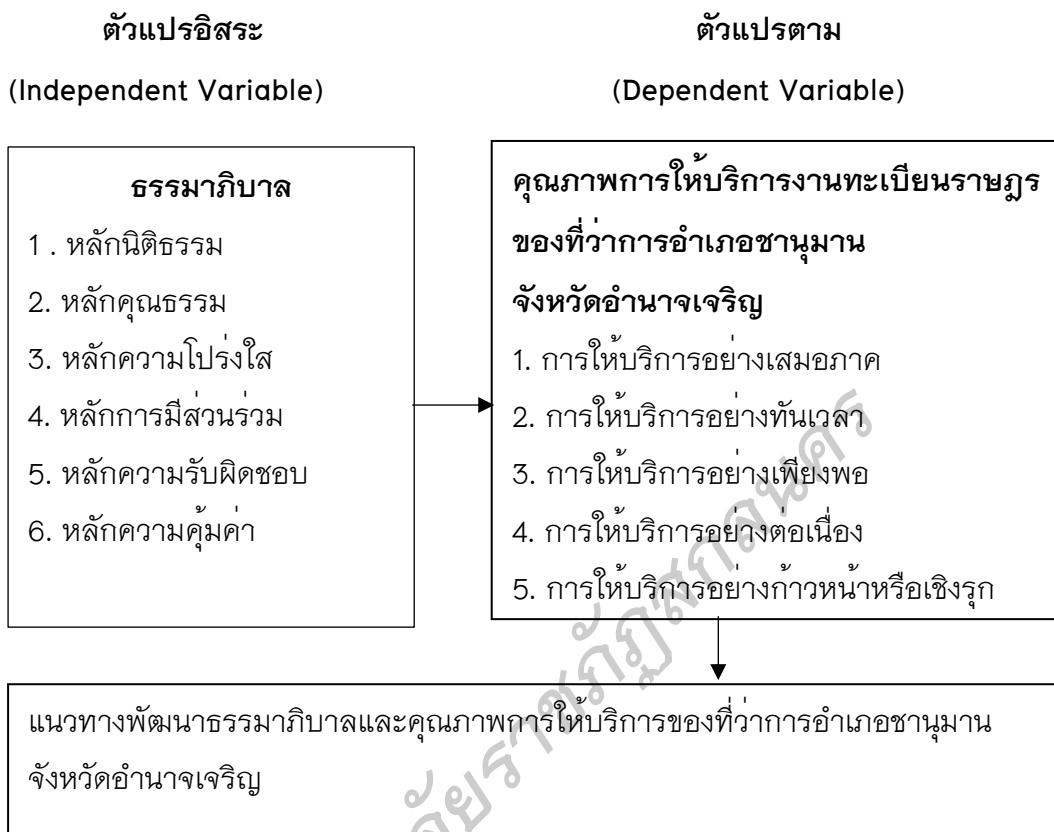 ตัวแปรอิสระ
(Independent Variable)
ตัวแปรตาม
(Dependent Variable)
ธรรมาภิบาล
1 . หลักนิติธรรม
2. หลักคุณธรรม
3. หลักความโปร่งใส
4. หลักการมีส่วนร่วม
5. หลักความรับผิดชอบ
6. หลักความคุ้มค่า
คุณภาพการให้บริการงานทะเบียนราษฎร
ของที่ว่าการอำเภอชานุมาน
จังหวัดอำนาจเจริญ
1. การให้บริการอย่างเสมอภาค
2. การให้บริการอย่างทันเวลา
3. การให้บริการอย่างเพียงพอ
4. การให้บริการอย่างต่อเนื่อง
5. การให้บริการอย่างก้าวหน้าหรือเชิงรุก
แนวทางพัฒนาธรรมาภิบาลและคุณภาพการให้บริการของที่ว่าการอำเภอชานุมาน
จังหวัดอำนาจเจริญ
ัยราชภัฏสกลนคร